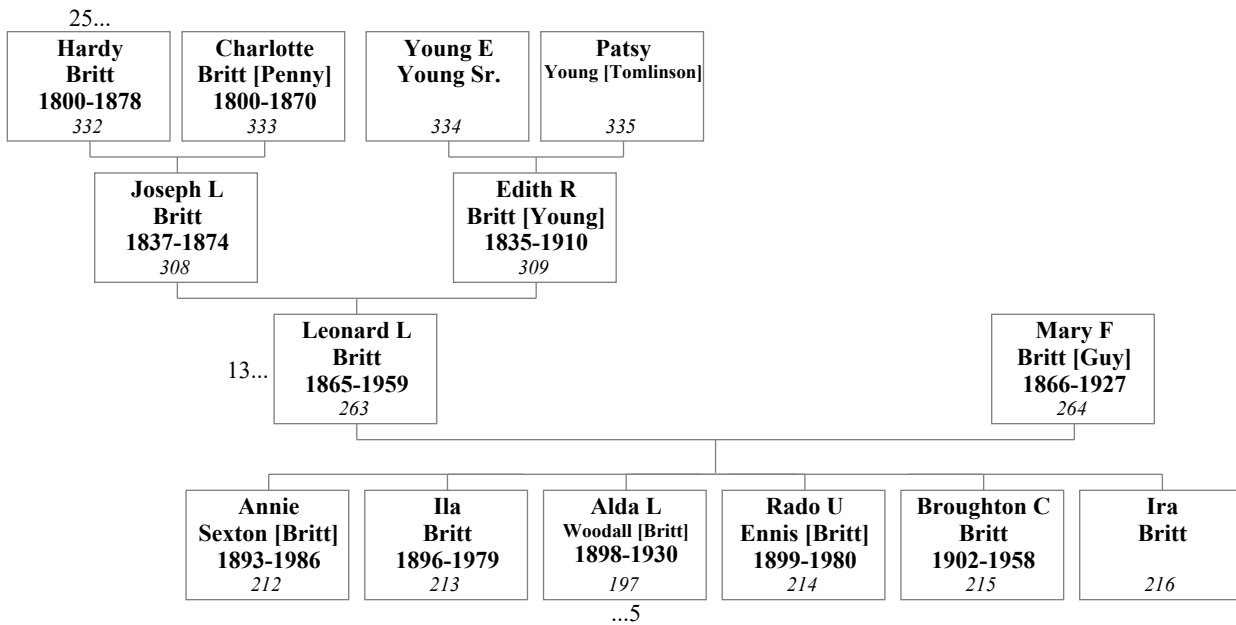 25...
Hardy
Britt
1800-1878
332
Charlotte
Britt [Penny]
1800-1870
333
Young E
Young Sr.
334
Patsy
Young [Tomlinson]
335
Joseph L
Britt
1837-1874
308
Edith R
Britt [Young]
1835-1910
309
13...
Leonard L
Britt
1865-1959
263
Mary F
Britt [Guy]
1866-1927
264
Annie
Sexton [Britt]
1893-1986
212
Ila
Britt
1896-1979
213
Alda L
Woodall [Britt]
1898-1930
197
Rado U
Ennis [Britt]
1899-1980
214
Broughton C
Britt
1902-1958
215
Ira
Britt
216
...5